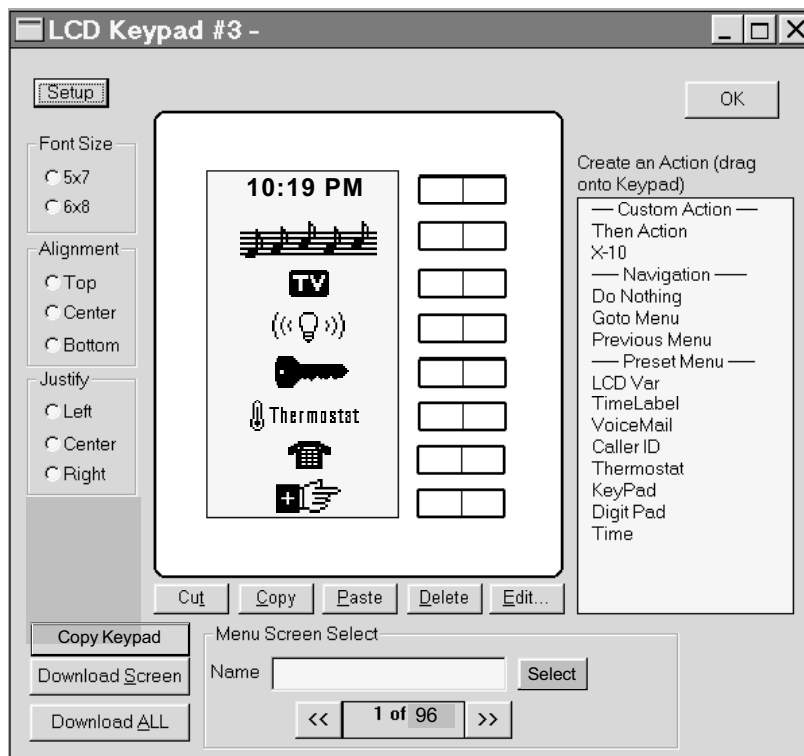 LCD Keypad #3 -
Setup
OK
Font Size
5x7
6x8
Alignment
Top
Center
Bottom
Justify
Left
Center
Right
10:19 PM
TV
Thermostat
Create an Action (drag
onto Keypad)
— Custom Action —
Then Action
X-10
— Navigation —
Do Nothing
Goto Menu
Previous Menu
— Preset Menu —
LCD Var
TimeLabel
VoiceMail
Caller ID
Thermostat
KeyPad
Digit Pad
Time
Cut
Copy
Paste
Delete
Edit...
Copy Keypad
Download Screen
Download ALL
Menu Screen Select
Name
Select
<< 1 of 96 >>